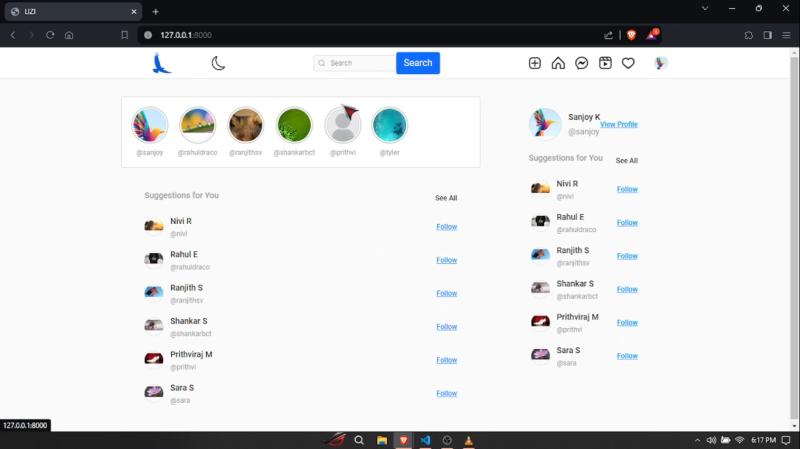 LIZI
127.0.0.1:8000
Search
Search
@sanjoy
@rahuldraco
@ranjithsv
@shankarbct
@prithvi
@tyler
Suggestions for You
See All
Nivi R
@nivi
Follow
Rahul E
@rahuldraco
Follow
Ranjith S
@ranjithsv
Follow
Shankar S
@shankarbct
Follow
Prithviraj M
@prithvi
Follow
Sara S
@sara
Follow
Sanjoy K
@sanjoy
View Profile
Suggestions for You
See All
Nivi R
@nivi
Follow
Rahul E
@rahuldraco
Follow
Ranjith S
@ranjithsv
Follow
Shankar S
@shankarbct
Follow
Prithviraj M
@prithvi
Follow
Sara S
@sara
Follow
127.0.0.1:8000
6:17 PM